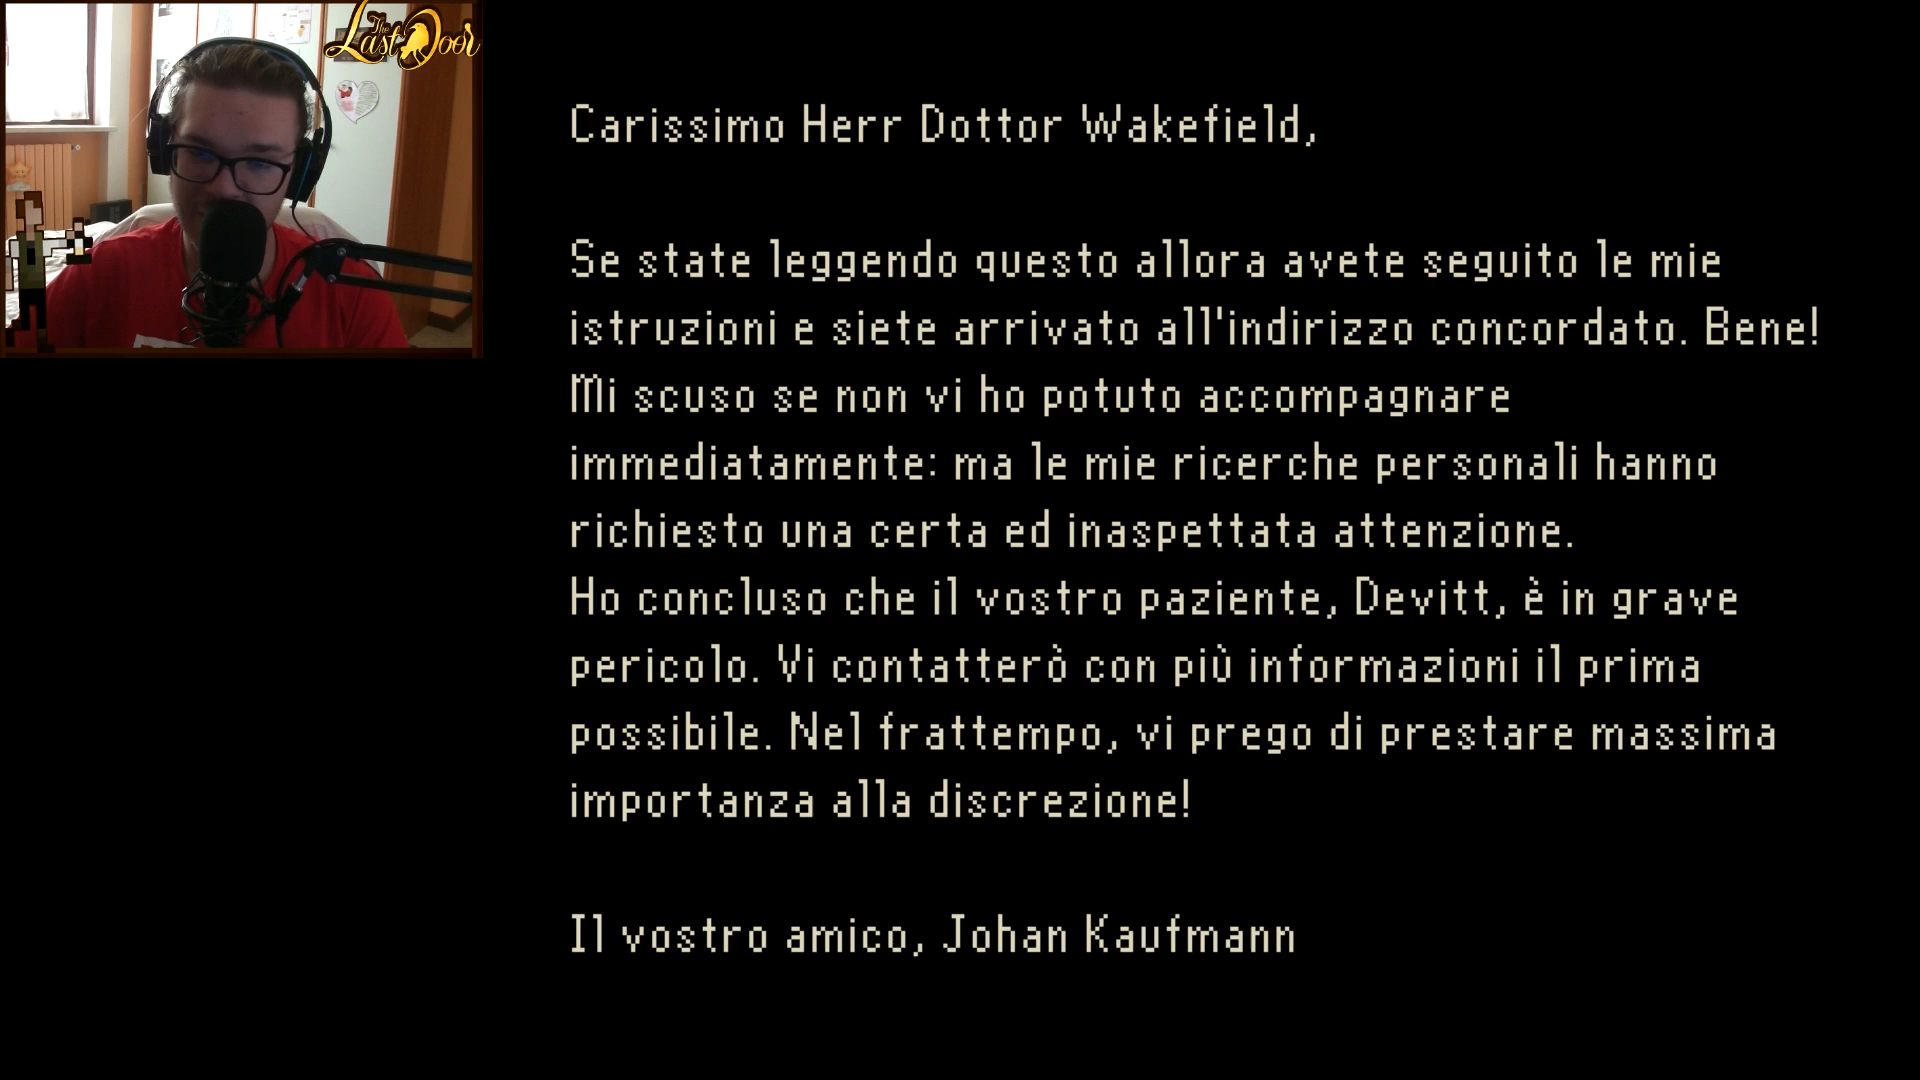 The
Last Door
Carissimo Herr Dottor Wakefield,
Se state leggendo questo allora avete seguito le mie
istruzioni e siete arrivato all'indirizzo concordato. Bene!
Mi scuso se non vi ho potuto accompagnare
immediatamente: ma le mie ricerche personali hanno
richiesto una certa ed inaspettata attenzione.
Ho concluso che il vostro paziente, Devitt, è in grave
pericolo. Vi contatterò con più informazioni il prima
possibile. Nel frattempo, vi prego di prestare massima
importanza alla discrezione!
Il vostro amico, Johan Kaufmann